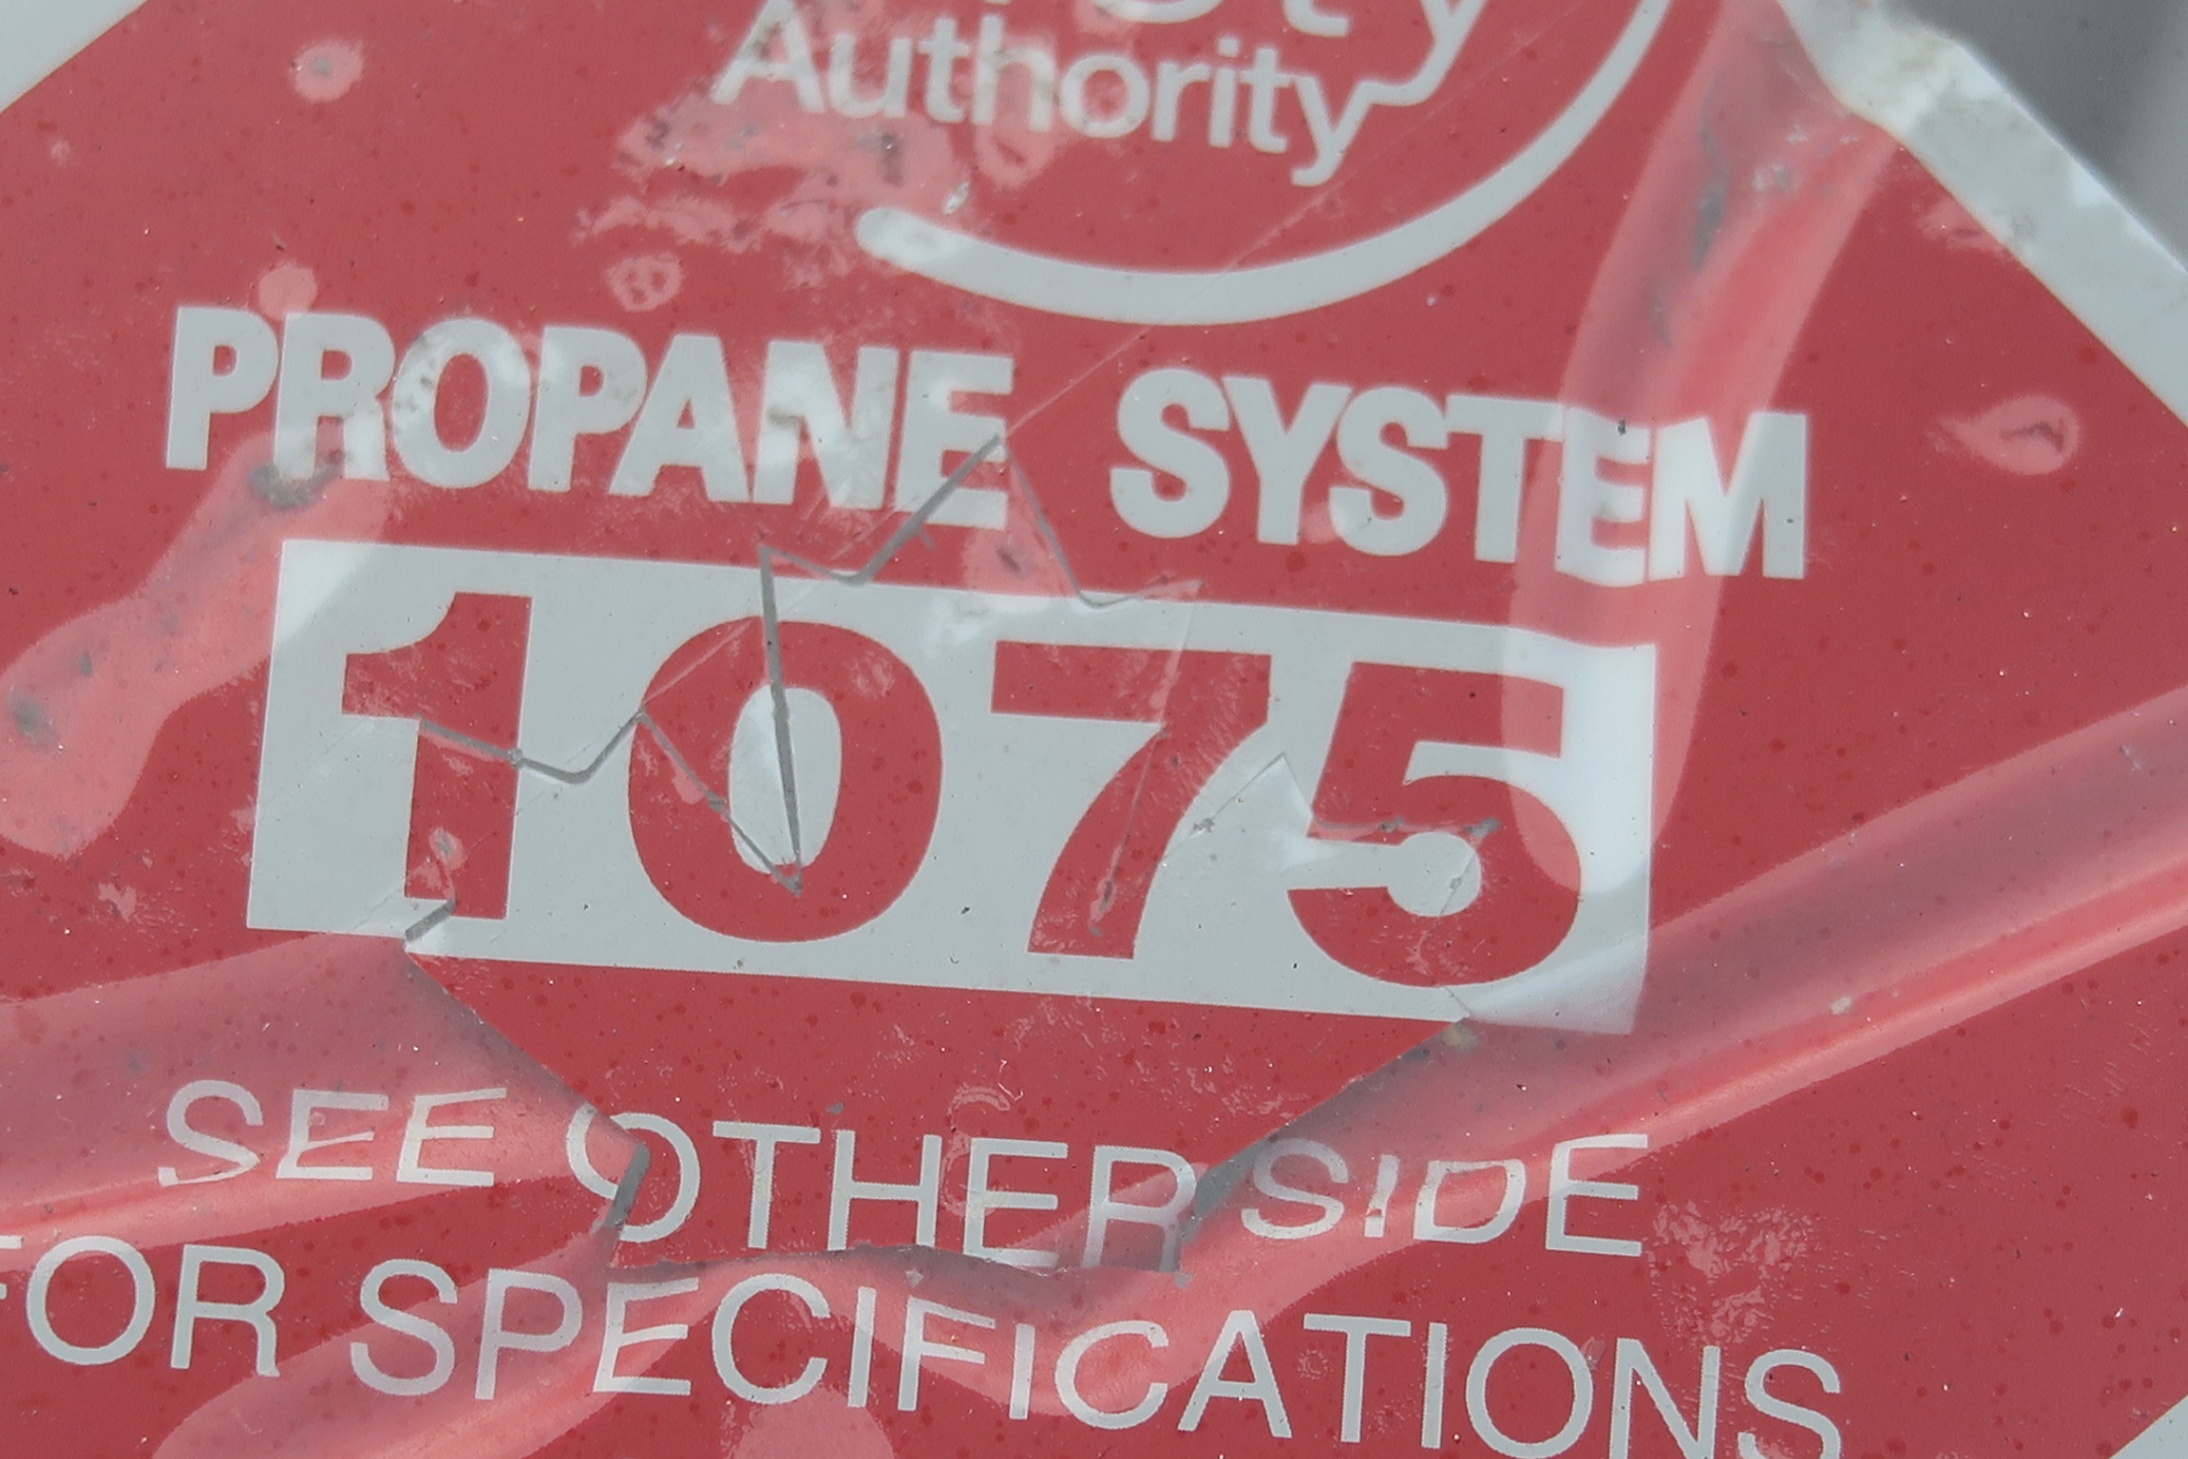 Authority
PROPANE SYSTEM
1075
SEE OTHER SIDE
FOR SPECIFICATIONS